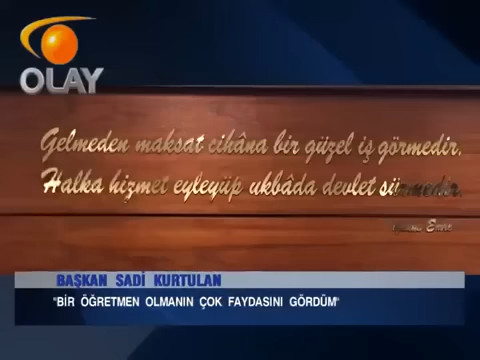 OLAY
Gelmeden maksat cihâna bir güzel iş görmedir.
Halka hizmet eyleyüp ukbâda devlet sürmedir.
Emre
BAŞKAN SADİ KURTULAN
"BİR ÖĞRETMEN OLMANIN ÇOK FAYDASINI GÖRDÜM"